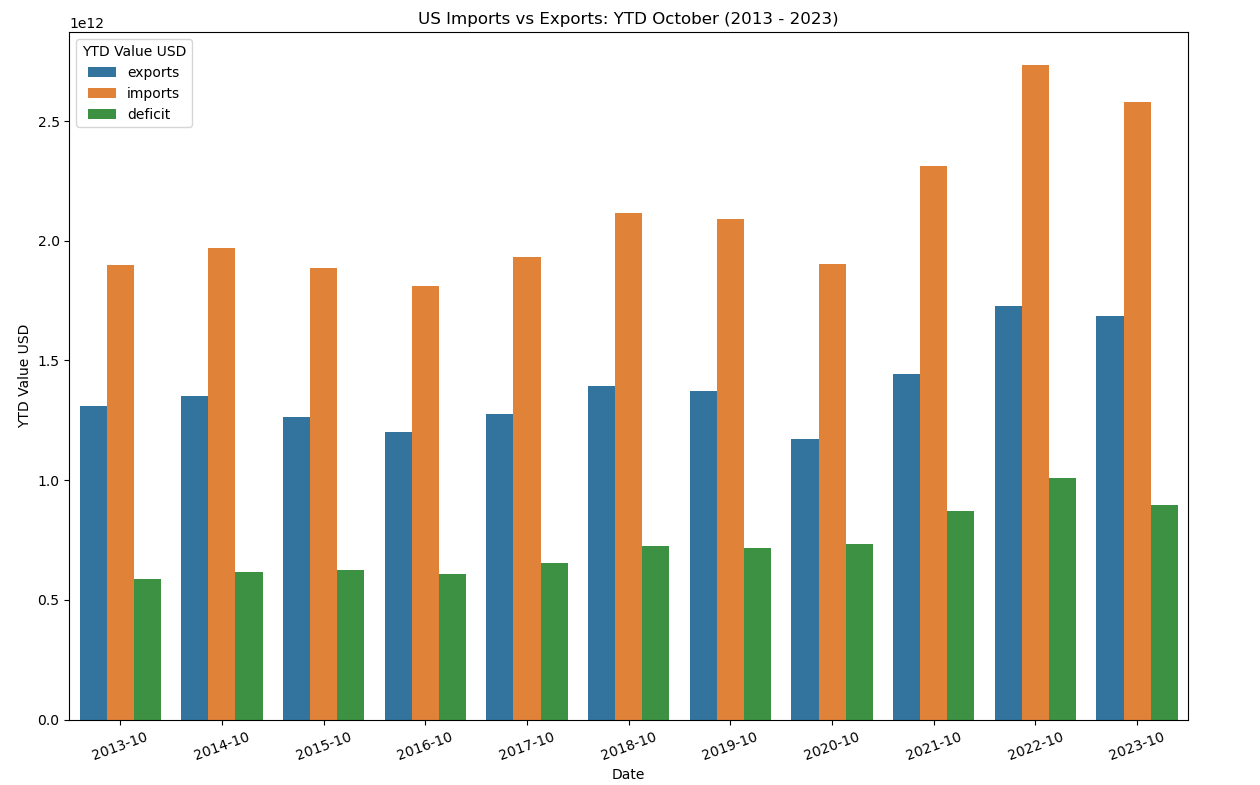 US Imports vs Exports: YTD October (2013 - 2023)
1e12
YTD Value USD
exports
imports
deficit
2.5
2.0
1.5
1.0
0.5
0.0
YTD Value USD
2013-10
2014-10
2015-10
2016-10
2017-10
2018-10
2019-10
2020-10
2021-10
2022-10
2023-10
Date